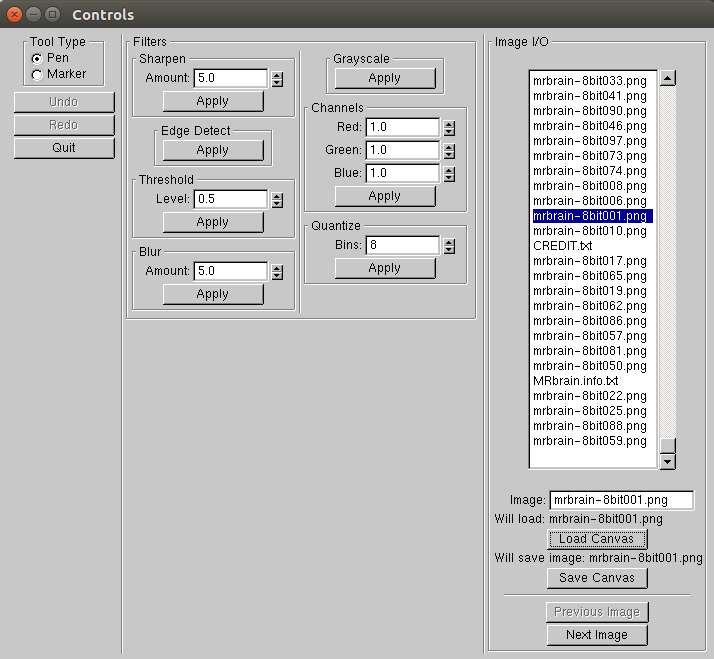 Controls
Tool Type
Pen
Marker
Undo
Redo
Quit
Filters
Sharpen
Amount: 5.0
Apply
Edge Detect
Apply
Threshold
Level: 0.5
Apply
Blur
Amount: 5.0
Apply
Grayscale
Apply
Channels
Red: 1.0
Green: 1.0
Blue: 1.0
Apply
Quantize
Bins: 8
Apply
Image I/O
mrbrain-8bit033.png
mrbrain-8bit041.png
mrbrain-8bit090.png
mrbrain-8bit046.png
mrbrain-8bit097.png
mrbrain-8bit073.png
mrbrain-8bit074.png
mrbrain-8bit008.png
mrbrain-8bit006.png
mrbrain-8bit001.png
mrbrain-8bit010.png
CREDIT.txt
mrbrain-8bit017.png
mrbrain-8bit065.png
mrbrain-8bit019.png
mrbrain-8bit062.png
mrbrain-8bit086.png
mrbrain-8bit057.png
mrbrain-8bit081.png
mrbrain-8bit050.png
MRbrain.info.txt
mrbrain-8bit022.png
mrbrain-8bit025.png
mrbrain-8bit088.png
mrbrain-8bit059.png
Image: mrbrain-8bit001.png
Will load: mrbrain-8bit001.png
Load Canvas
Will save image: mrbrain-8bit001.png
Save Canvas
Previous Image
Next Image